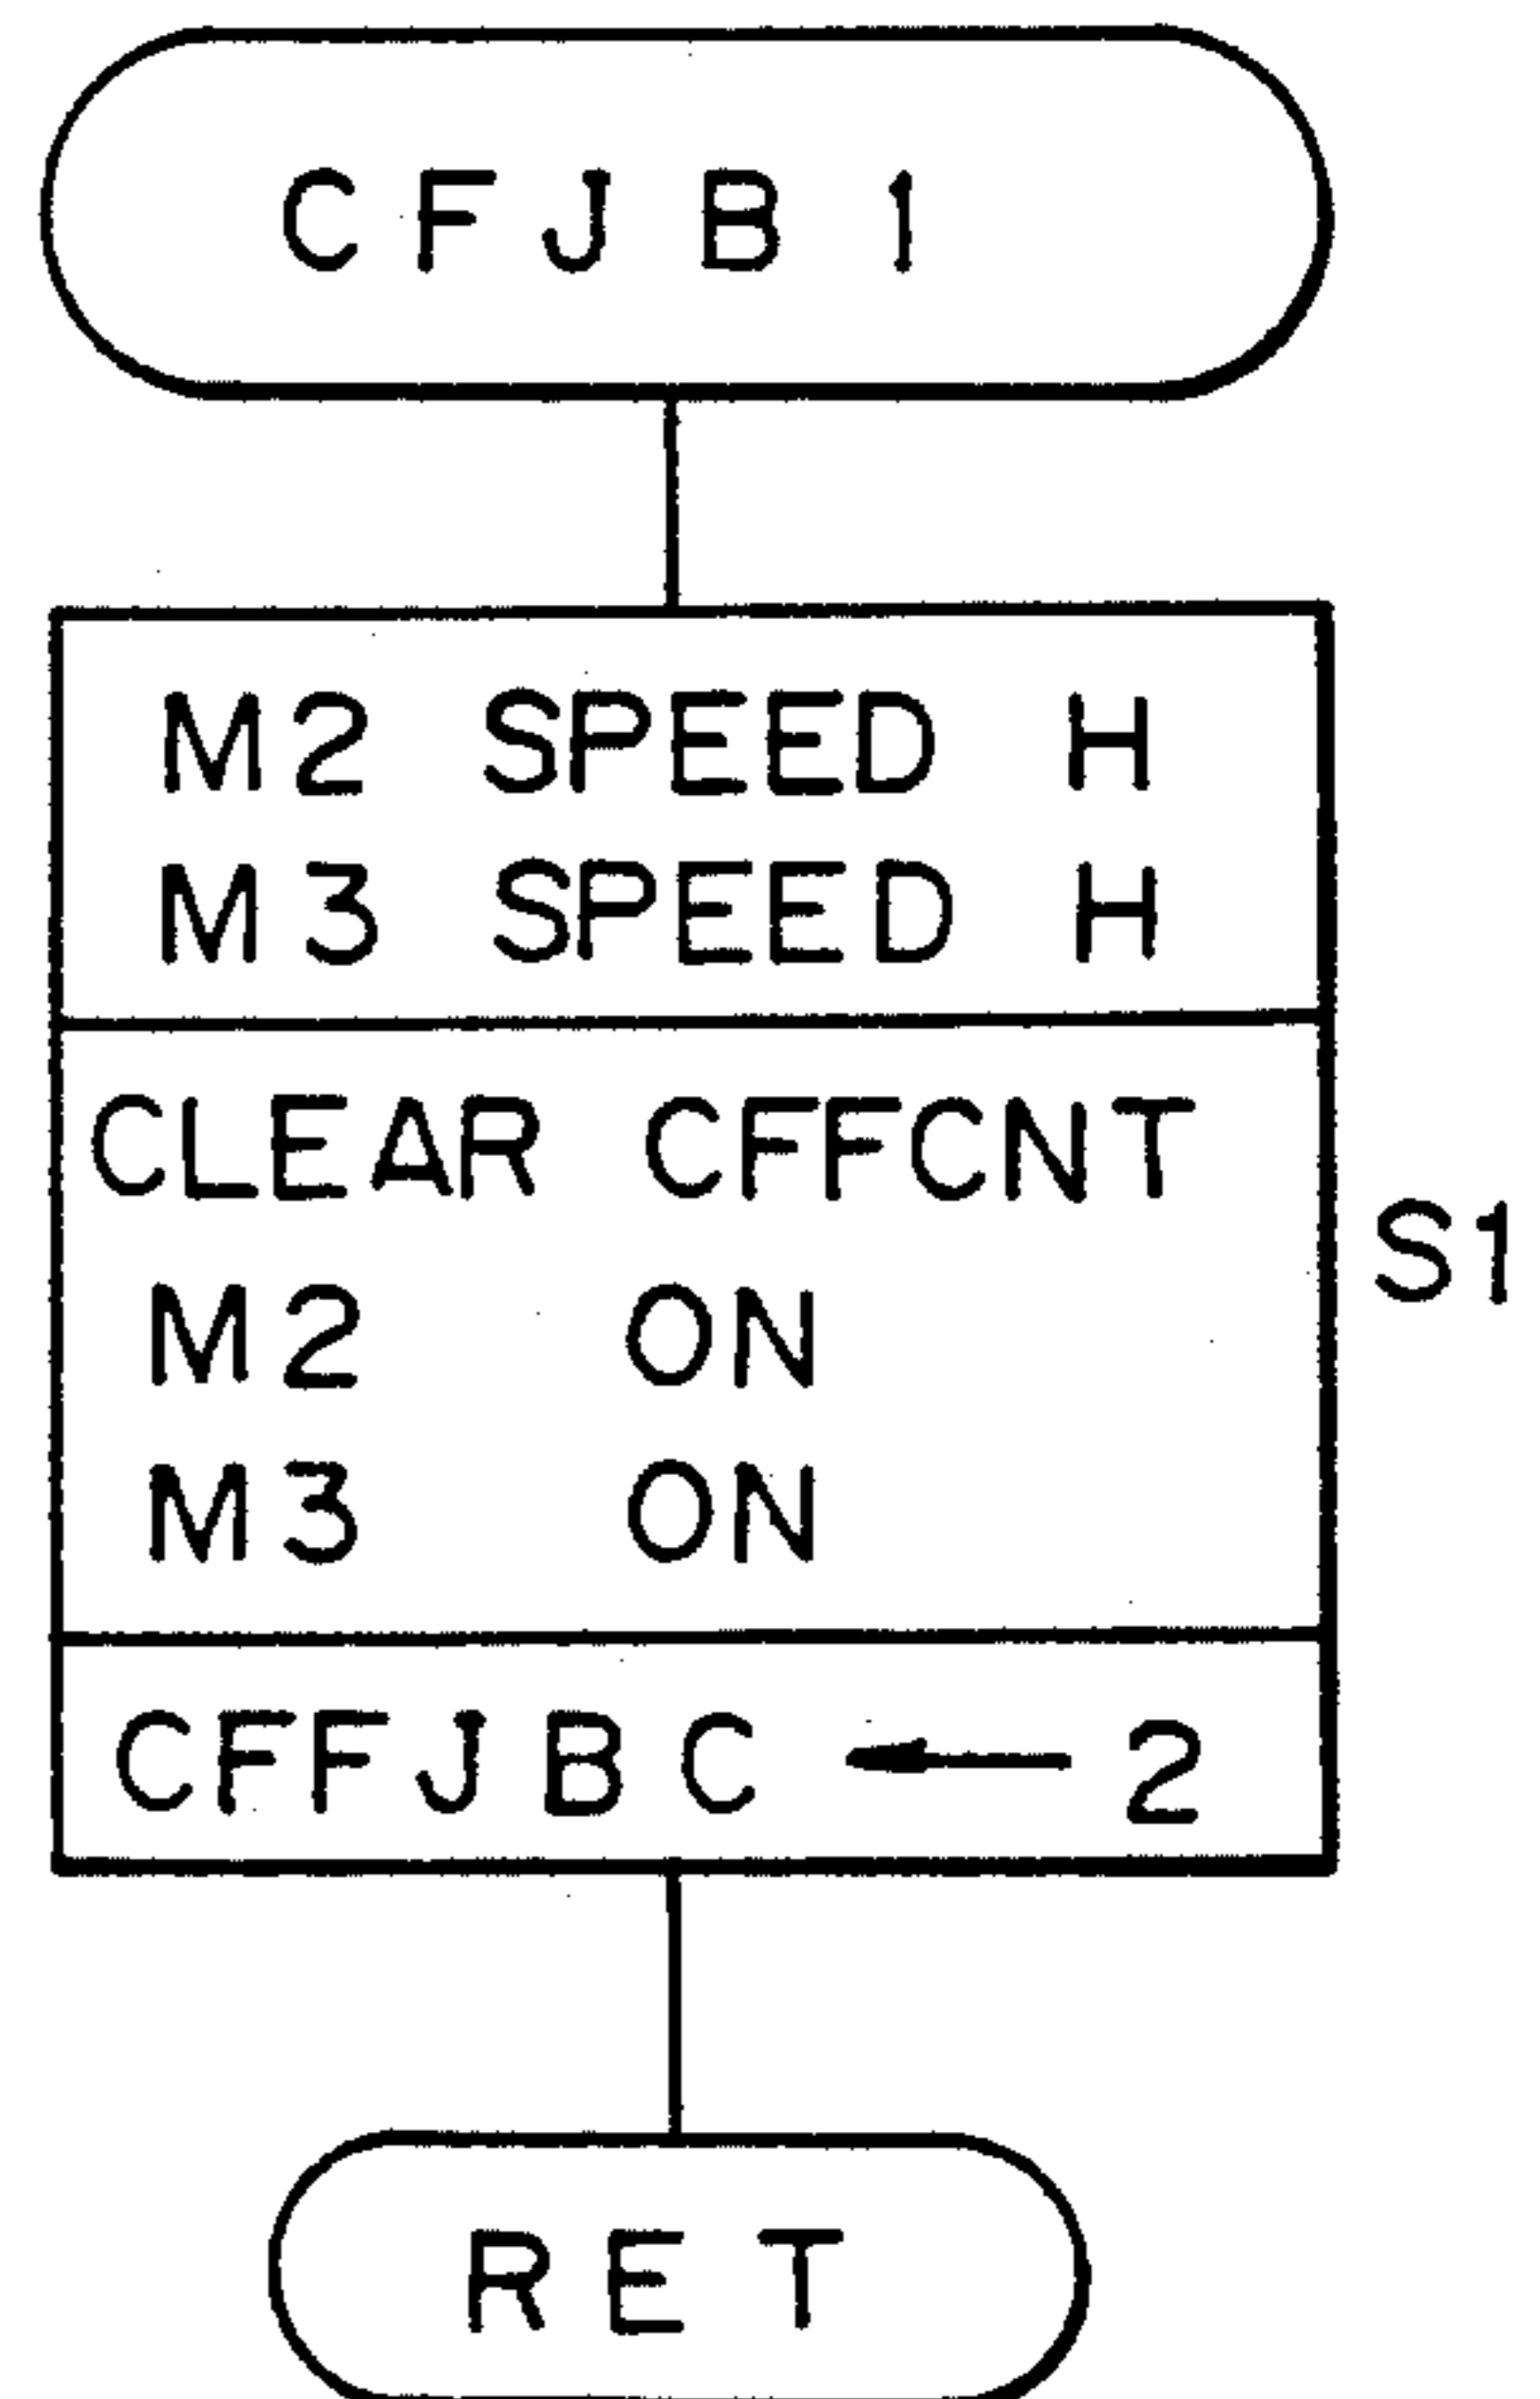 CFJB1
M2 SPEED H
M3 SPEED H
CLEAR CFFCNT
M2 ON
M3 ON
S1
CFFJBC ← 2
RET